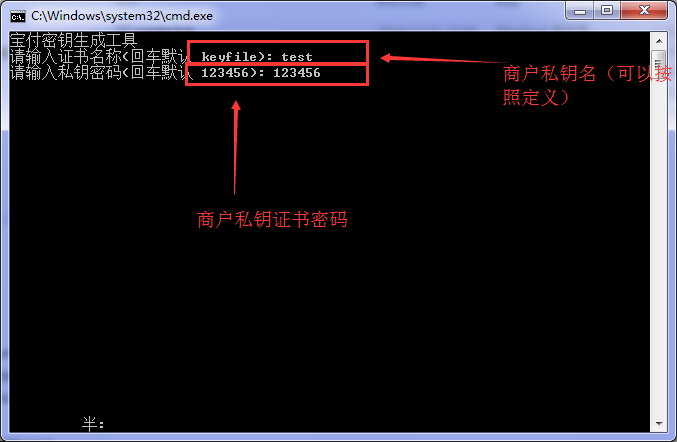 C:\Windows\system32\cmd.exe
宝付密钥生成工具
请输入证书名称(回车默认 keyfile): test
请输入私钥密码(回车默认 123456): 123456
商户私钥名（可以按
照定义）
商户私钥证书密码
半: